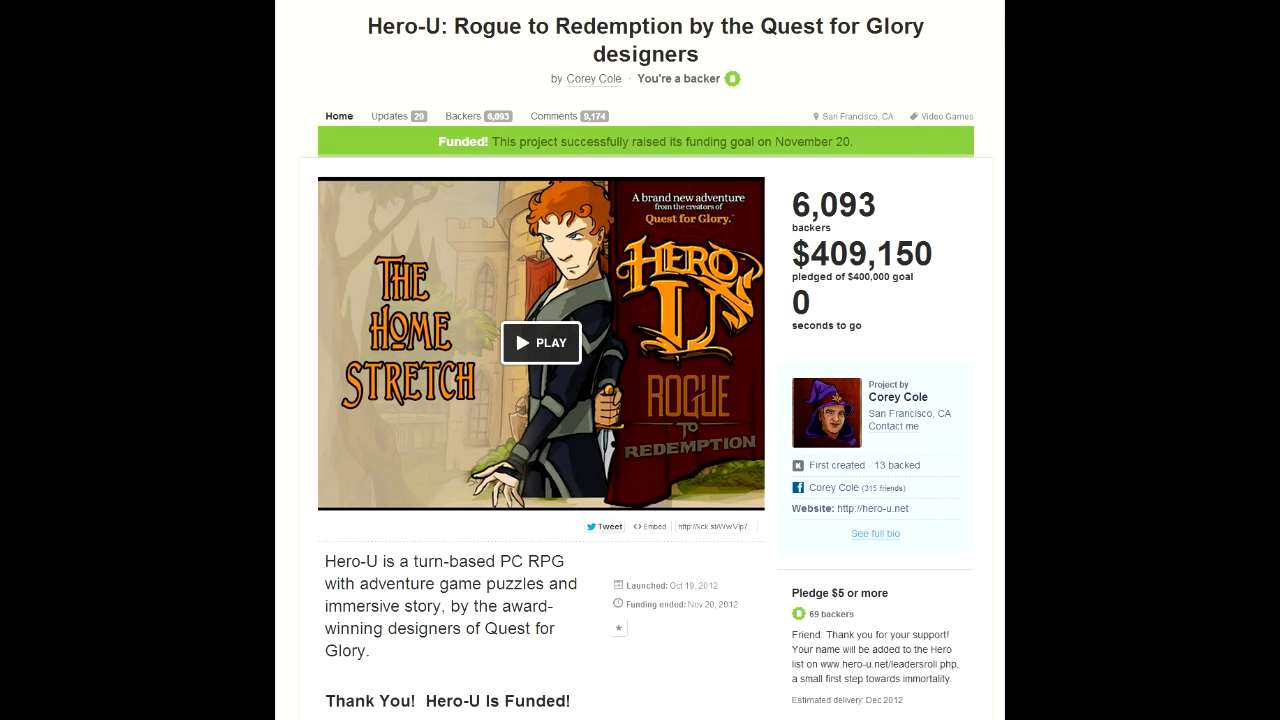 Hero-U: Rogue to Redemption by the Quest for Glory
designers
by Corey Cole · You're a backer
Home Updates 29 Backers 6,093 Comments 9,174 San Francisco, CA Video Games
Funded! This project successfully raised its funding goal on November 20.
A brand new adventure
from the creators of
Quest for Glory.™
HERO
U
ROGUE
TO
REDEMPTION
THE
HOME
STRETCH
PLAY
6,093
backers
$409,150
pledged of $400,000 goal
0
seconds to go
Project by
Corey Cole
San Francisco, CA
Contact me
First created · 13 backed
Corey Cole (315 friends)
Website: http://hero-u.net
See full bio
Tweet <> Embed http://kck.st/WwVip7
Hero-U is a turn-based PC RPG
with adventure game puzzles and
immersive story, by the award-
winning designers of Quest for
Glory.
Launched: Oct 19, 2012
Funding ended: Nov 20, 2012
Thank You! Hero-U Is Funded!
Pledge $5 or more
69 backers
Friend: Thank you for your support!
Your name will be added to the Hero
list on www.hero-u.net/leadersroll.php,
a small first step towards immortality.
Estimated delivery: Dec 2012